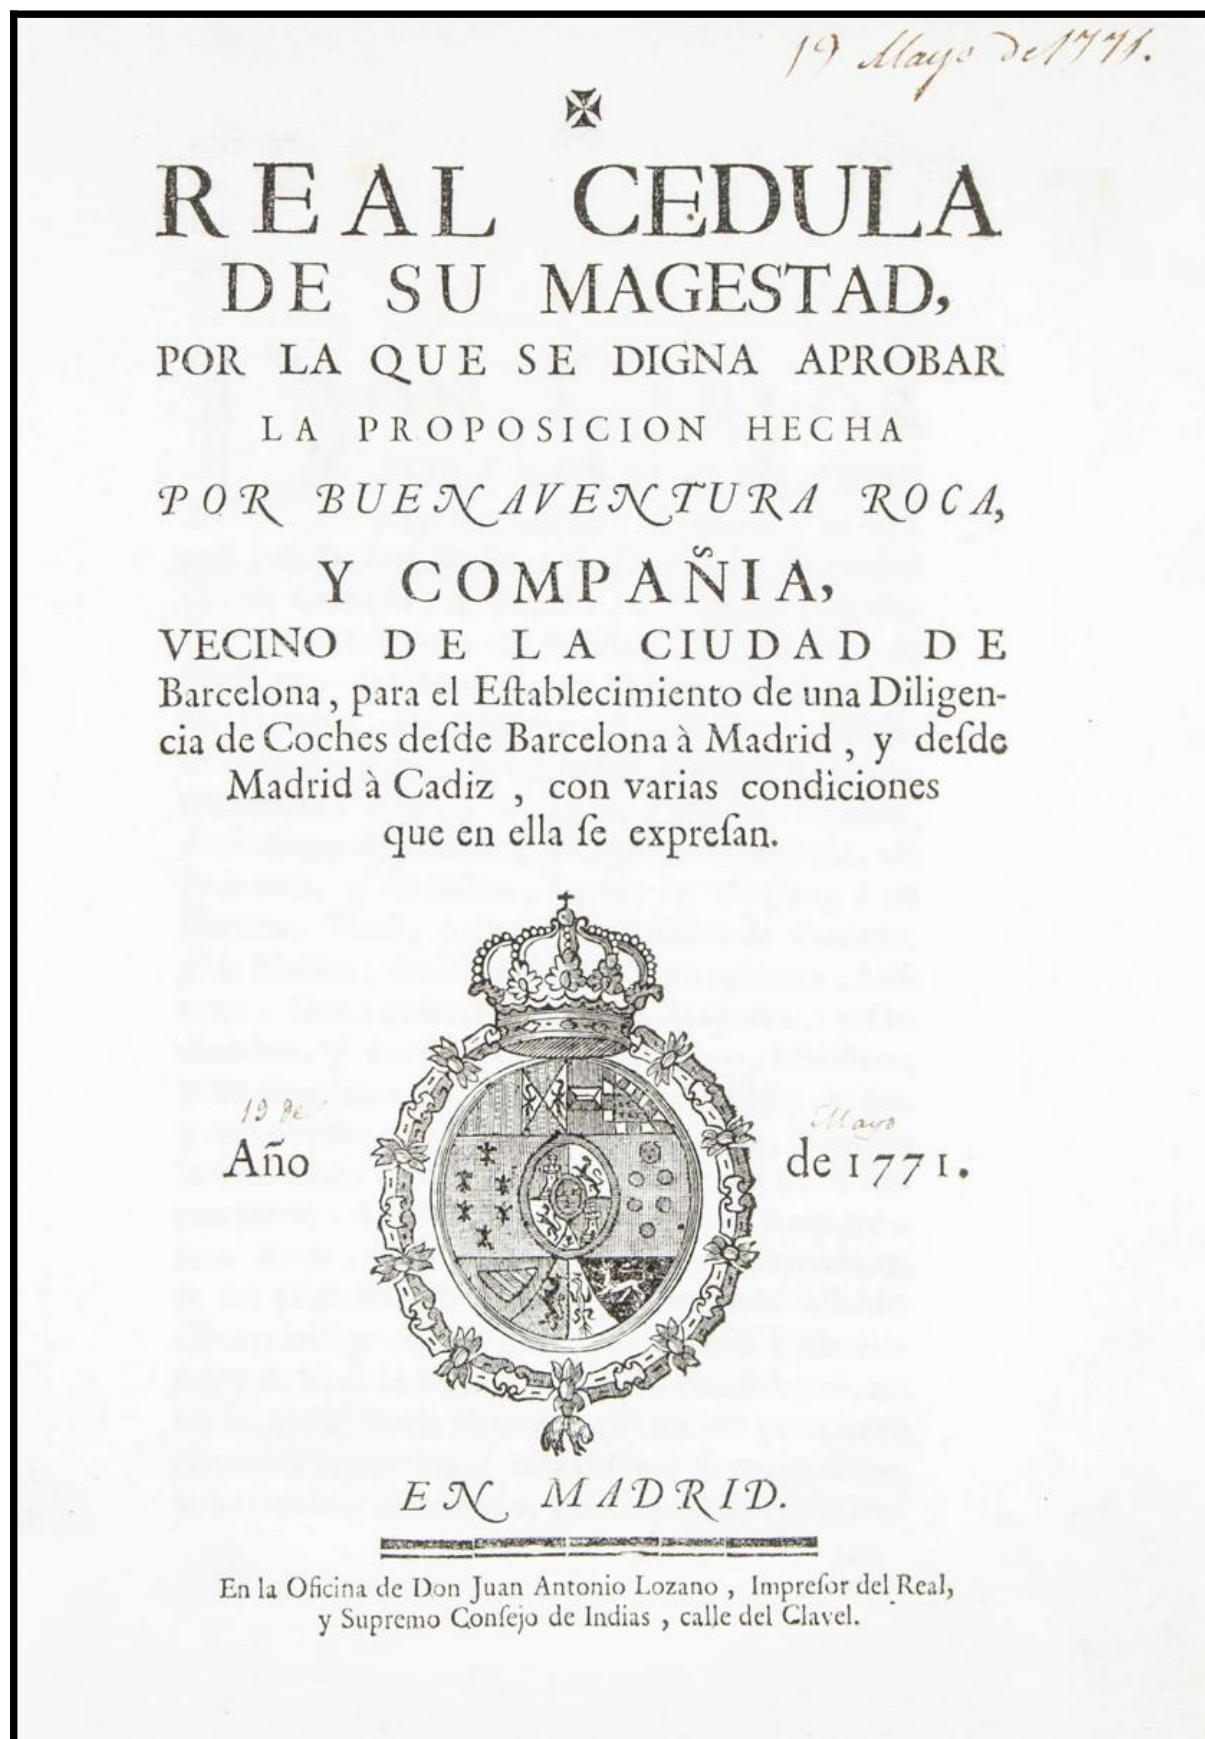 19 Mayo de 1771.
REAL CEDULA
DE SU MAGESTAD,
POR LA QUE SE DIGNA APROBAR
LA PROPOSICION HECHA
POR BUENAVENTURA ROCA,
Y COMPAÑIA,
VECINO DE LA CIUDAD DE
Barcelona, para el Eſtablecimiento de una Diligen-
cia de Coches deſde Barcelona à Madrid, y deſde
Madrid à Cadiz, con varias condiciones
que en ella ſe expreſan.
19 de Mayo
Año de 1771.
EN MADRID.
En la Oficina de Don Juan Antonio Lozano, Impreſor del Real,
y Supremo Conſejo de Indias, calle del Clavel.